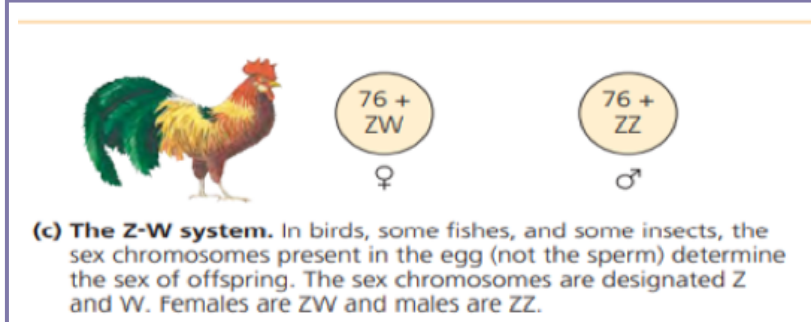 76 +
ZW
76 +
ZZ
♀
♂
(c) The Z-W system. In birds, some fishes, and some insects, the
sex chromosomes present in the egg (not the sperm) determine
the sex of offspring. The sex chromosomes are designated Z
and W. Females are ZW and males are ZZ.